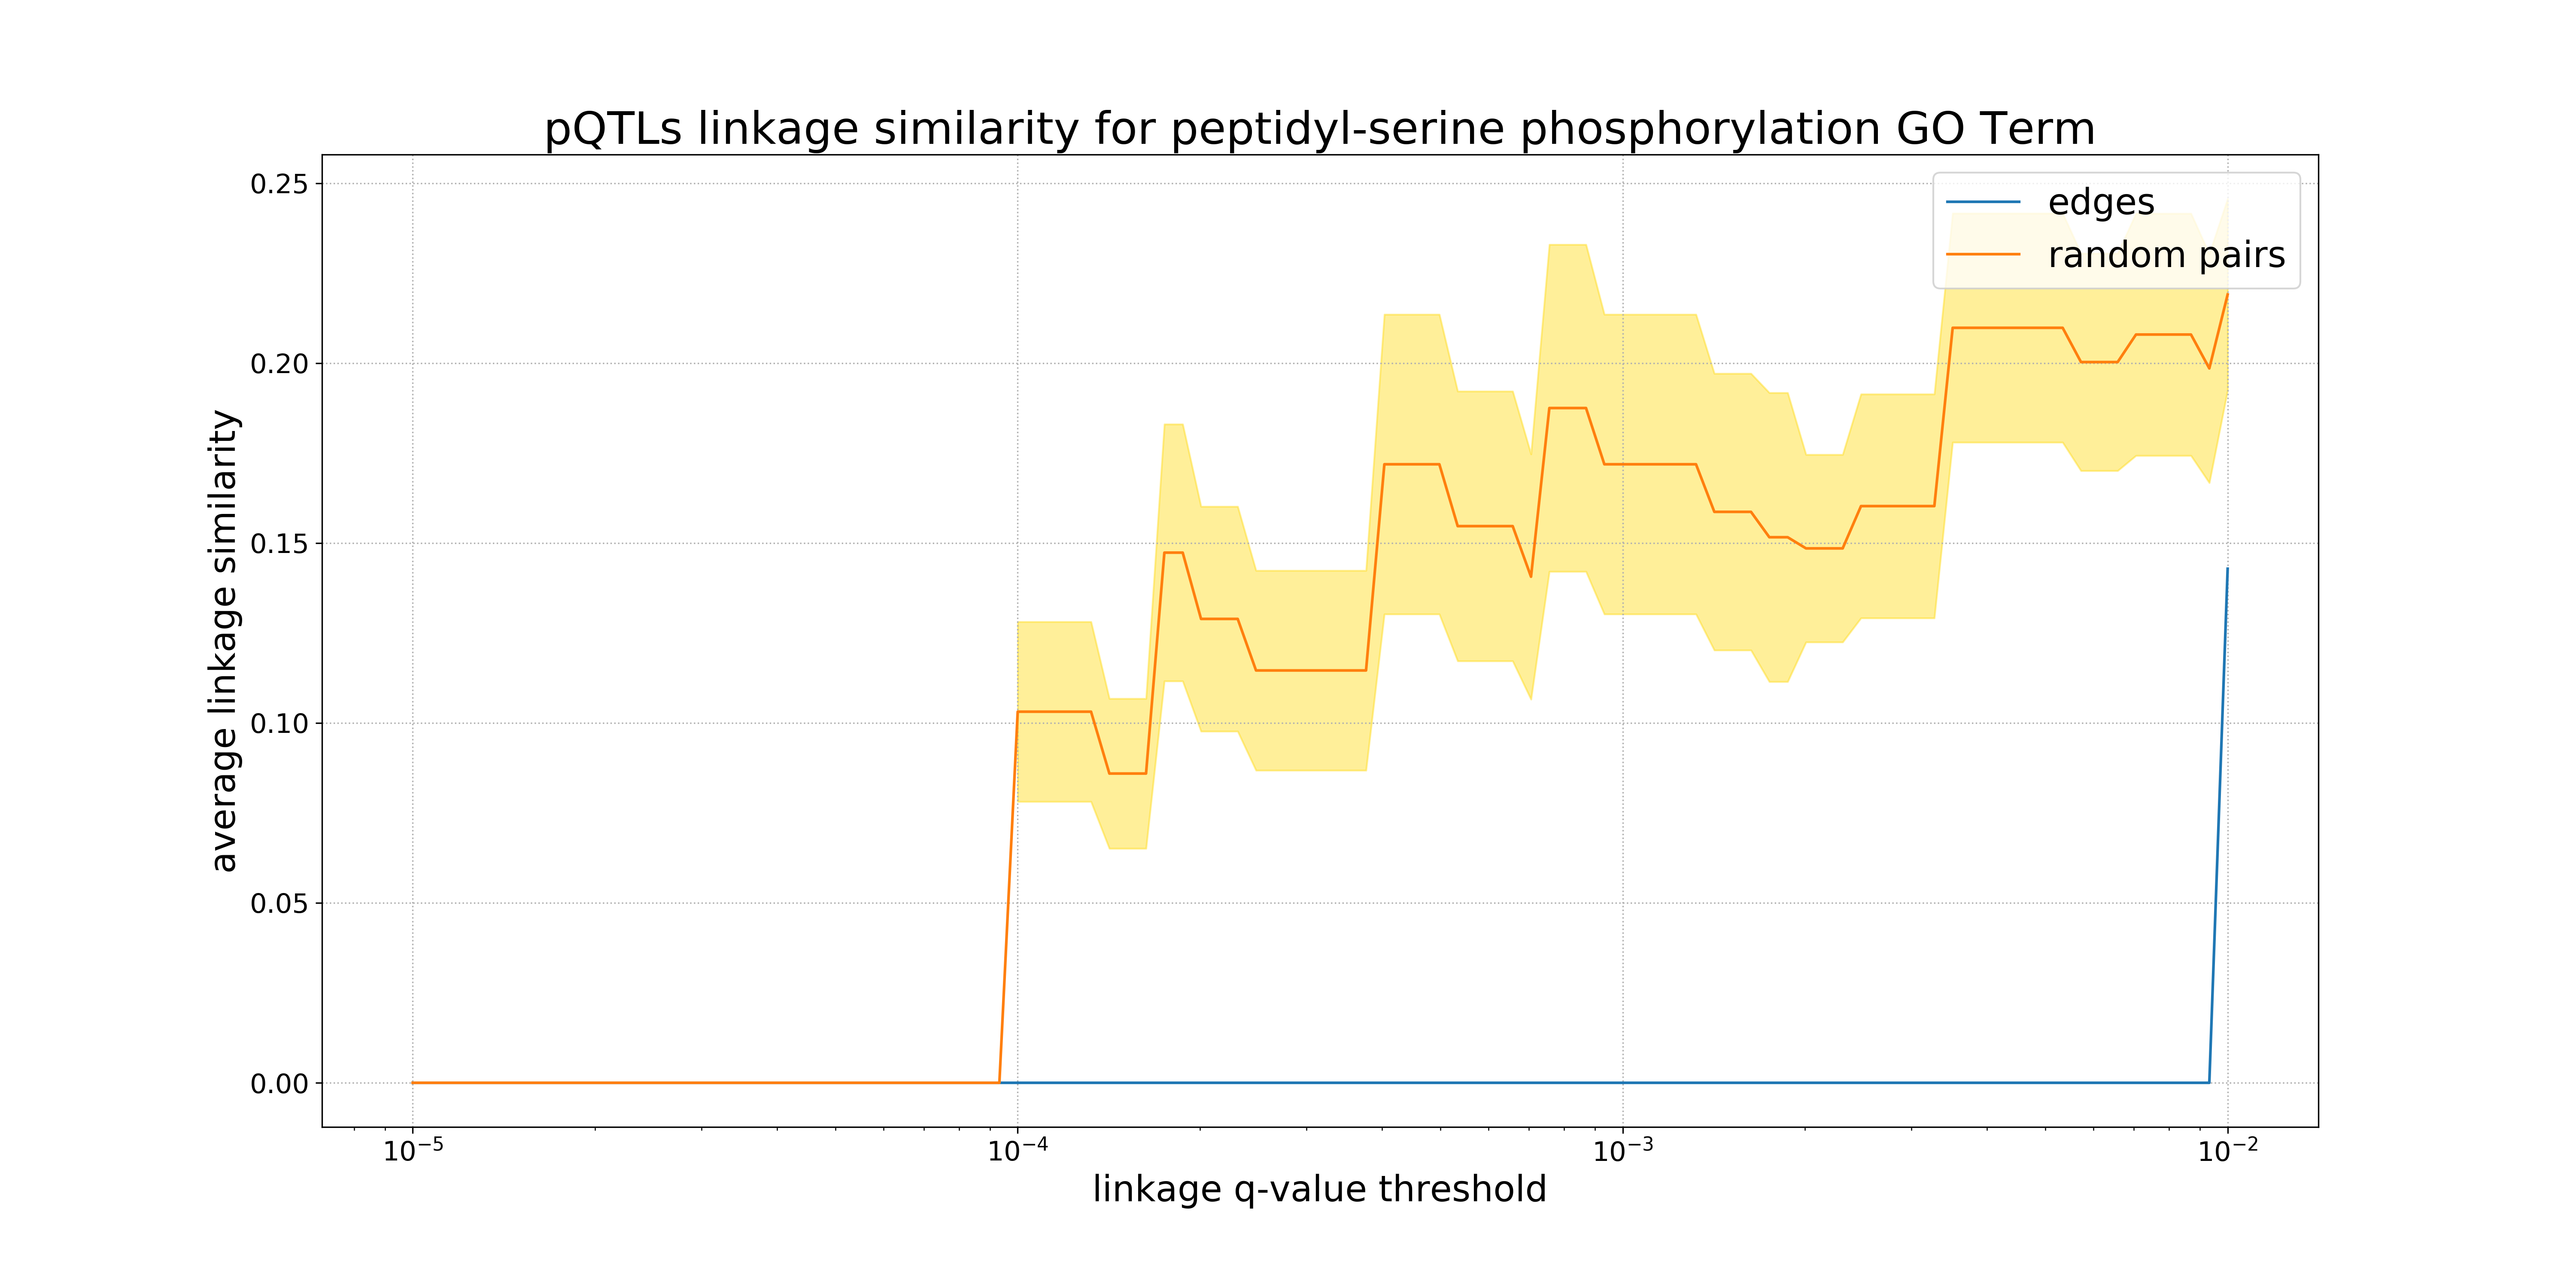 pQTLs linkage similarity for peptidyl-serine phosphorylation GO Term
edges
random pairs
average linkage similarity
0.25
0.20
0.15
0.10
0.05
0.00
10⁻⁵ 10⁻⁴ 10⁻³ 10⁻²
linkage q-value threshold